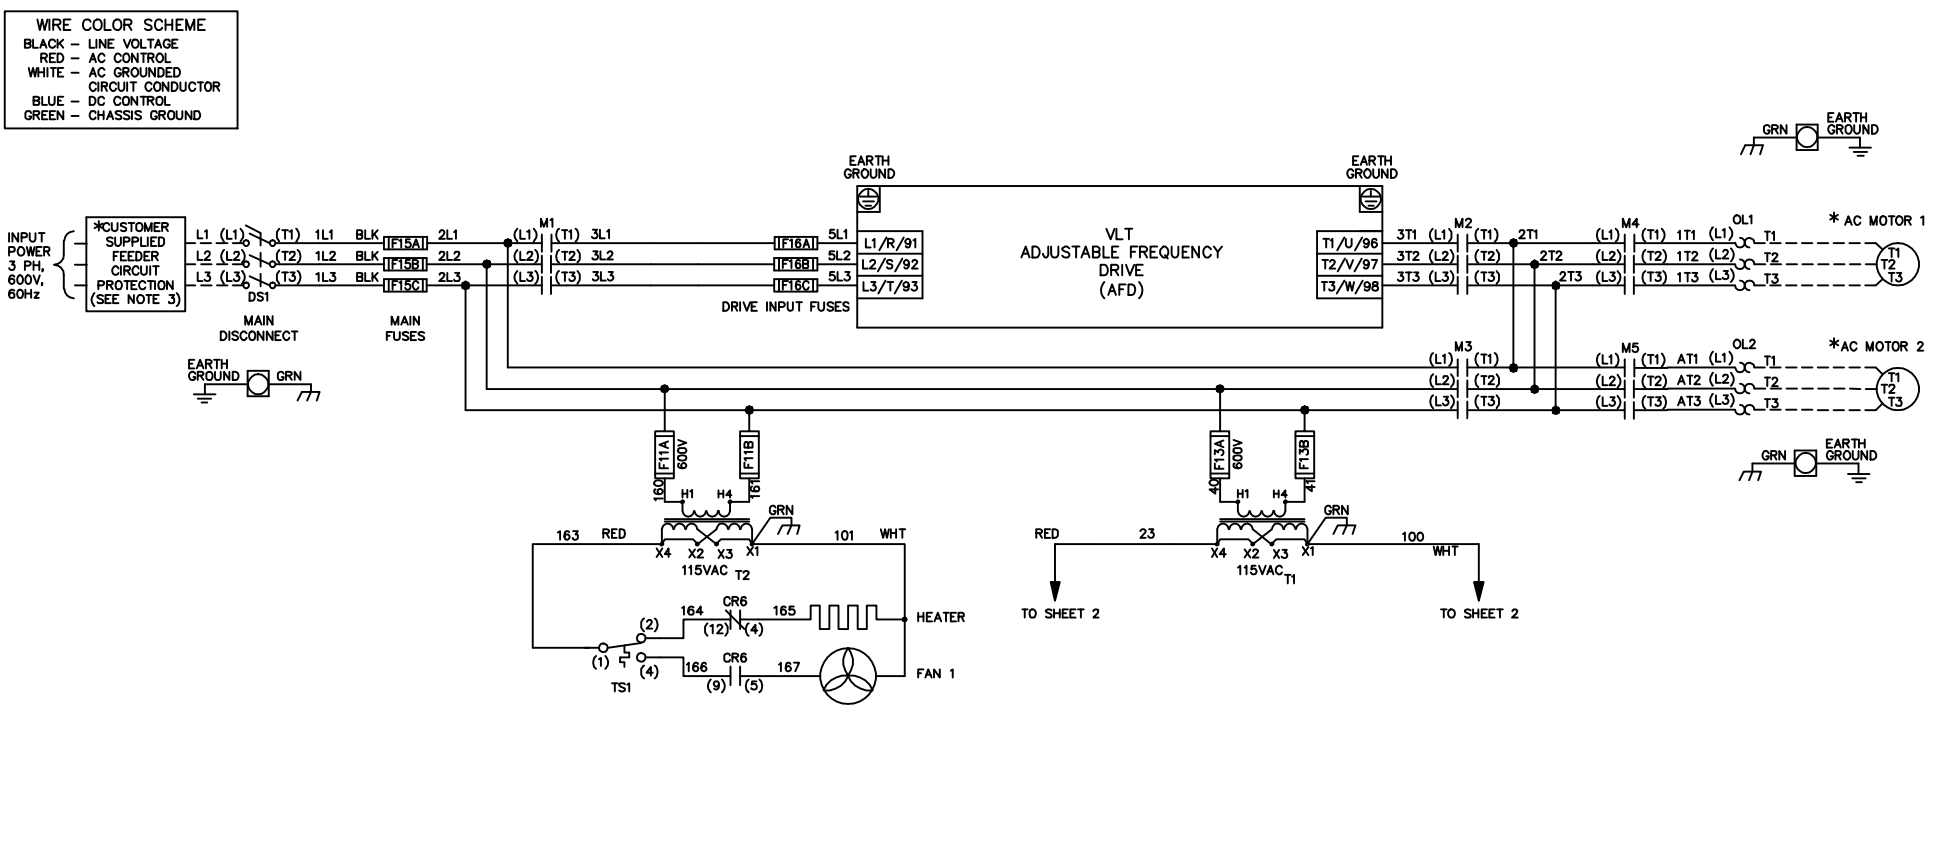 WIRE COLOR SCHEME
BLACK – LINE VOLTAGE
RED – AC CONTROL
WHITE – AC GROUNDED
CIRCUIT CONDUCTOR
BLUE – DC CONTROL
GREEN – CHASSIS GROUND
INPUT
POWER
3 PH,
600V,
60Hz
*CUSTOMER
SUPPLIED
FEEDER
CIRCUIT
PROTECTION
(SEE NOTE 3)
L1 (L1) (T1) 1L1 BLK F15A 2L1 (L1) M1 (T1) 3L1 F16A 5L1 L1/R/91
L2 (L2) (T2) 1L2 BLK F15B 2L2 (L2) (T2) 3L2 F16B 5L2 L2/S/92
L3 (L3) (T3) 1L3 BLK F15C 2L3 (L3) (T3) 3L3 F16C 5L3 L3/T/93
DS1
MAIN
DISCONNECT
MAIN
FUSES
DRIVE INPUT FUSES
EARTH
GROUND
GRN
EARTH
GROUND
VLT
ADJUSTABLE FREQUENCY
DRIVE
(AFD)
EARTH
GROUND
GRN
EARTH
GROUND
T1/U/96 3T1 (L1) M2 (T1) 2T1 (L1) M4 (T1) 1T1 (L1) OL1 T1
T2/V/97 3T2 (L2) (T2) 2T2 (L2) (T2) 1T2 (L2) T2
T3/W/98 3T3 (L3) (T3) 2T3 (L3) (T3) 1T3 (L3) T3
* AC MOTOR 1
T1
T2
T3
(L1) M3 (T1) (L1) M5 (T1) AT1 (L1) OL2 T1
(L2) (T2) (L2) (T2) AT2 (L2) T2
(L3) (T3) (L3) (T3) AT3 (L3) T3
*AC MOTOR 2
T1
T2
T3
GRN
EARTH
GROUND
F11A
600V
F11B
160
161
H1 H4
GRN
163 RED
101 WHT
X4 X2 X3 X1
115VAC T2
F13A
600V
F13B
40
41
H1 H4
GRN
RED 23
100 WHT
X4 X2 X3 X1
115VAC T1
TO SHEET 2
TO SHEET 2
164 CR6 165
(12) (4)
HEATER
(2)
(1)
(4)
TS1
166 CR6 167
(9) (5)
FAN 1